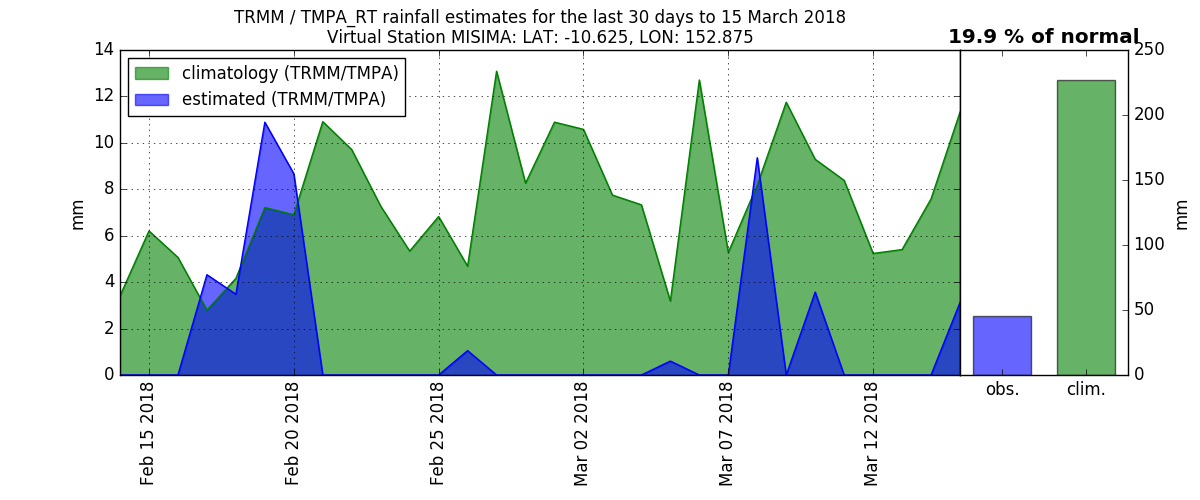 TRMM / TMPA_RT rainfall estimates for the last 30 days to 15 March 2018
Virtual Station MISIMA: LAT: -10.625, LON: 152.875
19.9 % of normal
climatology (TRMM/TMPA)
estimated (TRMM/TMPA)
14
12
10
8
6
4
2
0
mm
Feb 15 2018
Feb 20 2018
Feb 25 2018
Mar 02 2018
Mar 07 2018
Mar 12 2018
obs.
clim.
250
200
150
100
50
0
mm